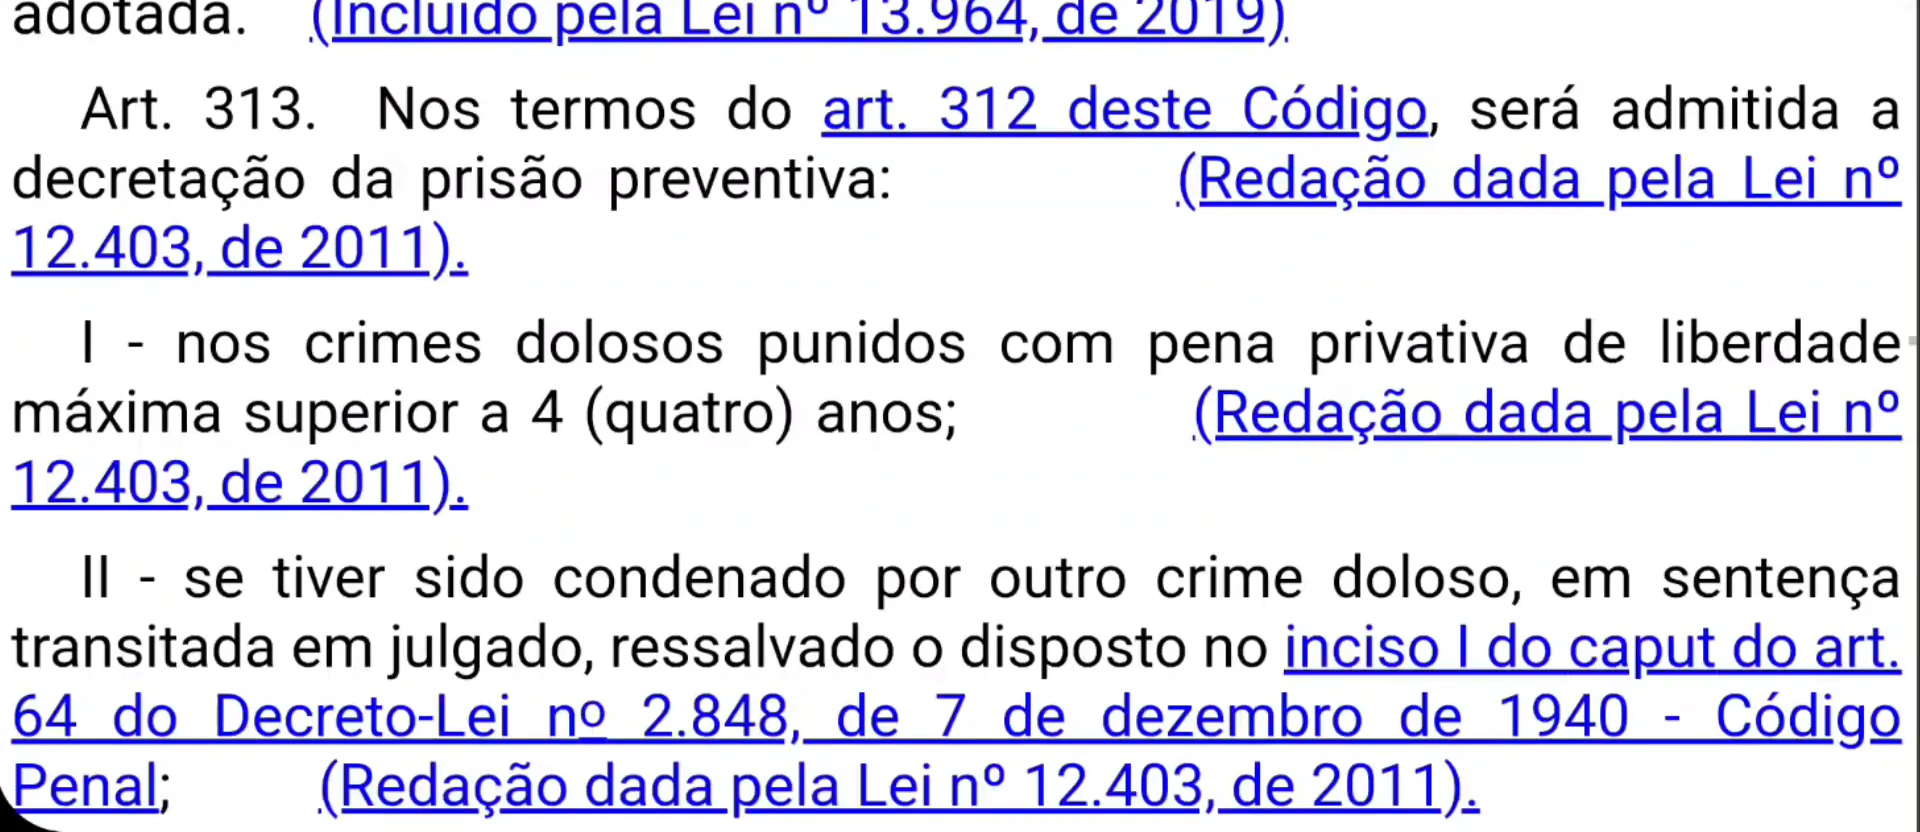 adotada. (Incluído pela Lei nº 13.964, de 2019)
Art. 313. Nos termos do art. 312 deste Código, será admitida a
decretação da prisão preventiva: (Redação dada pela Lei nº
12.403, de 2011).
I - nos crimes dolosos punidos com pena privativa de liberdade
máxima superior a 4 (quatro) anos; (Redação dada pela Lei nº
12.403, de 2011).
II - se tiver sido condenado por outro crime doloso, em sentença
transitada em julgado, ressalvado o disposto no inciso I do caput do art.
64 do Decreto-Lei nº 2.848, de 7 de dezembro de 1940 - Código
Penal; (Redação dada pela Lei nº 12.403, de 2011).